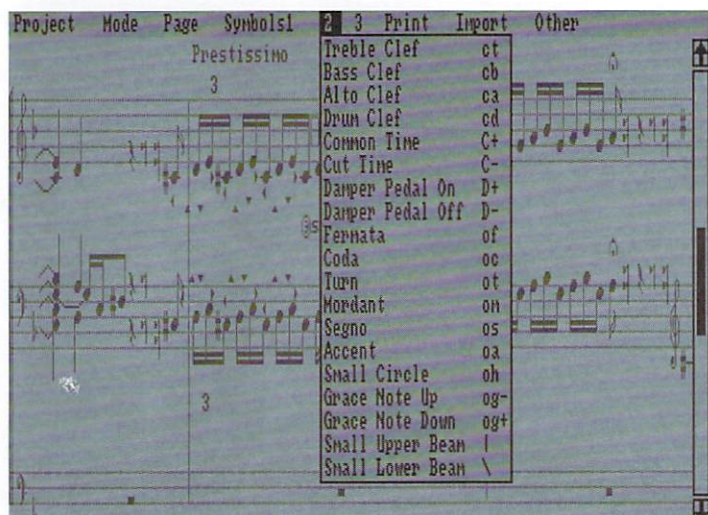 Project Mode Page Symbols1 2 3 Print Import Other
Prestissimo
3
Treble Clef ct
Bass Clef cb
Alto Clef ca
Drum Clef cd
Common Time C+
Cut Time C-
Damper Pedal On D+
Damper Pedal Off D-
Fermata of
Coda oc
Turn ot
Mordant om
Segno os
Accent oa
Small Circle oh
Grace Note Up og-
Grace Note Down og+
Small Upper Beam |
Small Lower Beam \
3